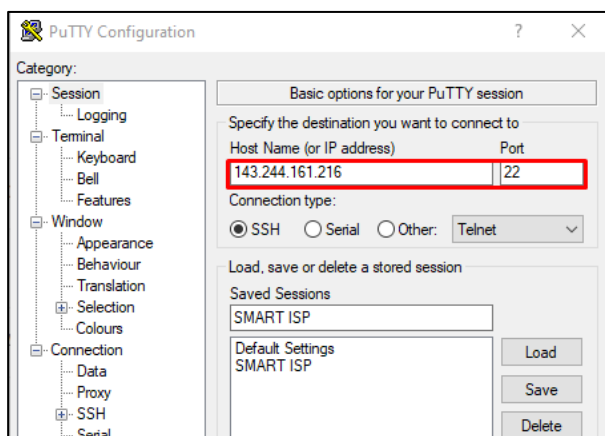 PuTTY Configuration
?
Category:
Session
Logging
Terminal
Keyboard
Bell
Features
Window
Appearance
Behaviour
Translation
Selection
Colours
Connection
Data
Proxy
SSH
Serial
Basic options for your PuTTY session
Specify the destination you want to connect to
Host Name (or IP address) Port
143.244.161.216 22
Connection type:
SSH Serial Other: Telnet
Load, save or delete a stored session
Saved Sessions
SMART ISP
Default Settings
SMART ISP
Load
Save
Delete